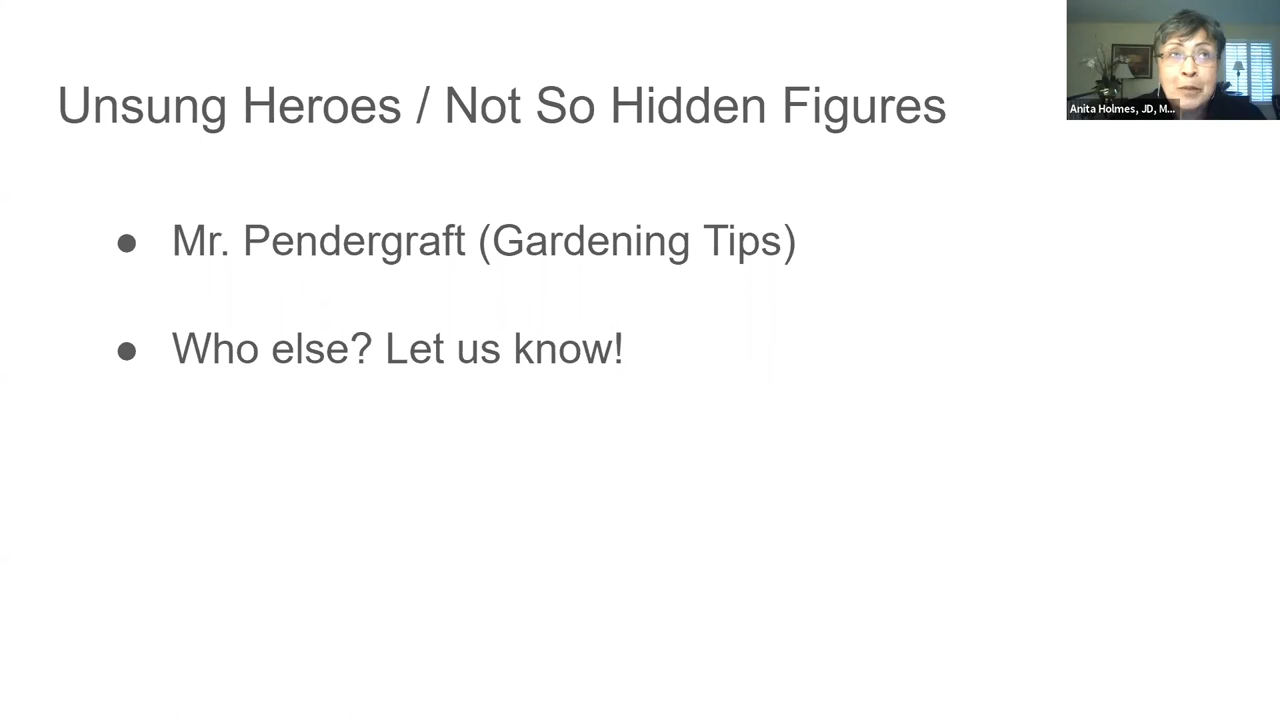 Unsung Heroes / Not So Hidden Figures
Anita Holmes, JD, M...
● Mr. Pendergraft (Gardening Tips)
● Who else? Let us know!